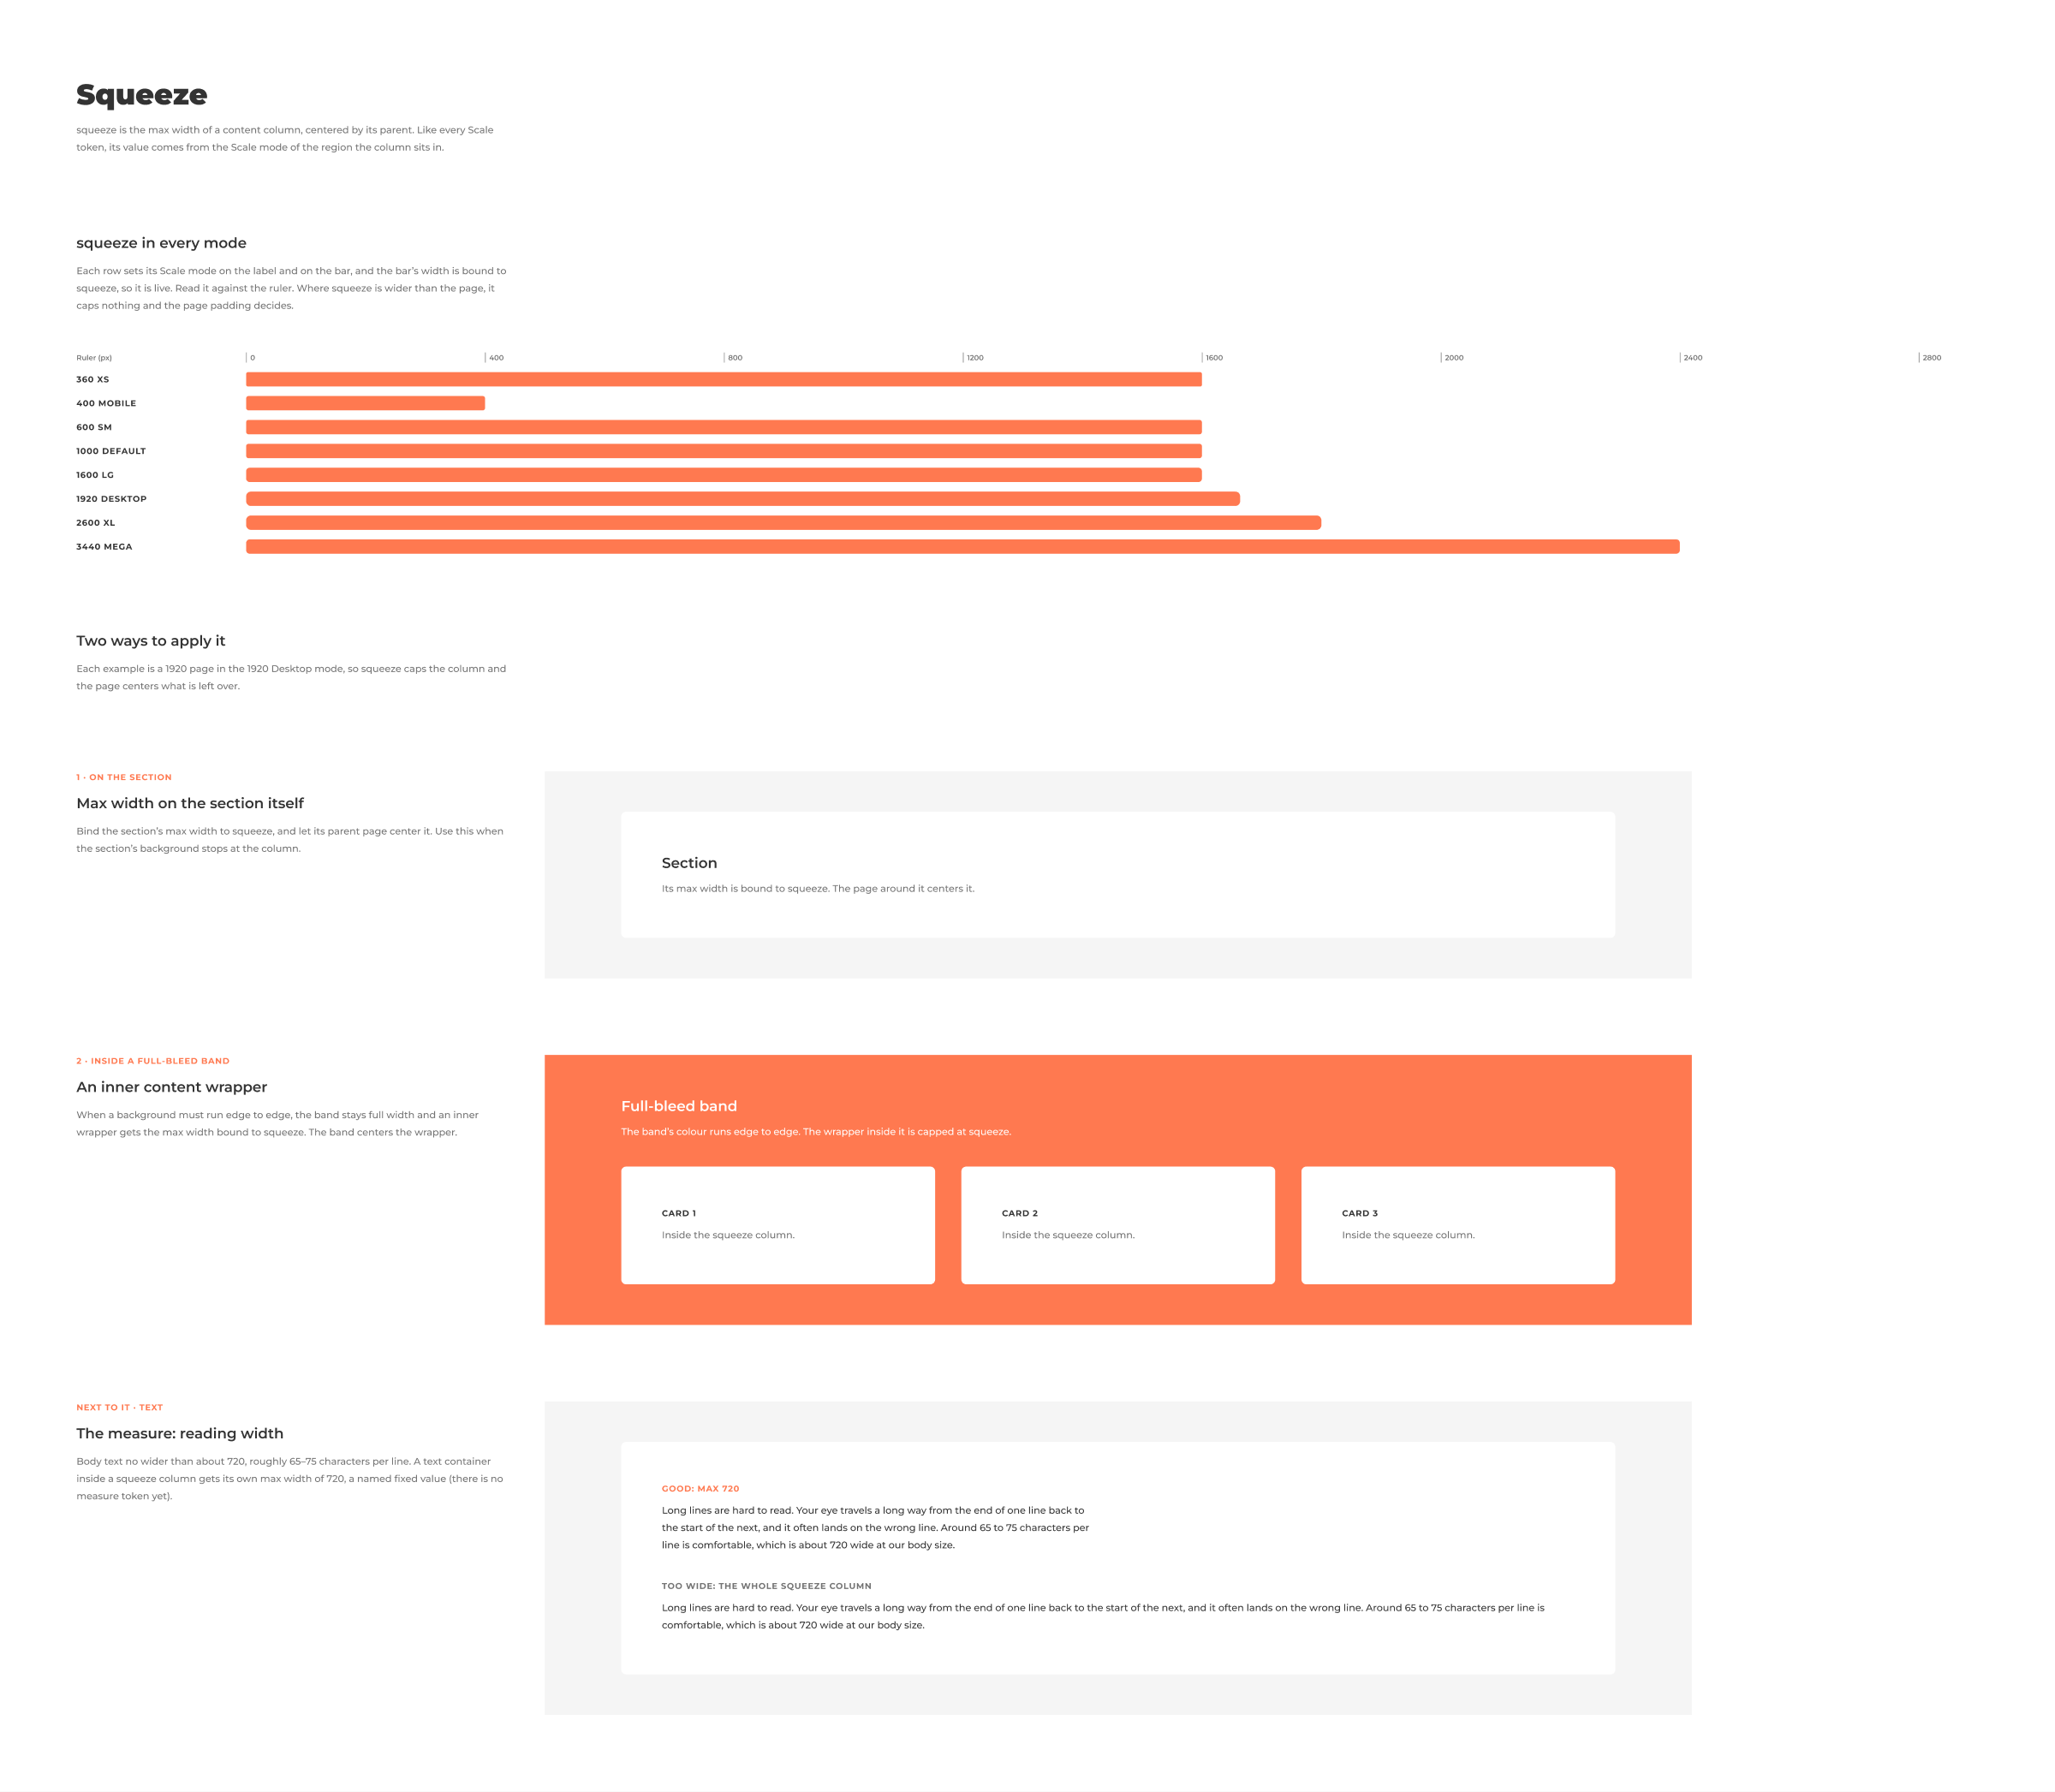 Squeeze
squeeze is the max width of a content column, centered by its parent. Like every Scale
token, its value comes from the Scale mode of the region the column sits in.
squeeze in every mode
Each row sets its Scale mode on the label and on the bar, and the bar’s width is bound to
squeeze, so it is live. Read it against the ruler. Where squeeze is wider than the page, it
caps nothing and the page padding decides.
Ruler (px) 0 400 800 1200 1600 2000 2400 2800
360 XS
400 MOBILE
600 SM
1000 DEFAULT
1600 LG
1920 DESKTOP
2600 XL
3440 MEGA
Two ways to apply it
Each example is a 1920 page in the 1920 Desktop mode, so squeeze caps the column and
the page centers what is left over.
1 · ON THE SECTION
Max width on the section itself
Bind the section’s max width to squeeze, and let its parent page center it. Use this when
the section’s background stops at the column.
Section
Its max width is bound to squeeze. The page around it centers it.
2 · INSIDE A FULL-BLEED BAND
An inner content wrapper
When a background must run edge to edge, the band stays full width and an inner
wrapper gets the max width bound to squeeze. The band centers the wrapper.
Full-bleed band
The band’s colour runs edge to edge. The wrapper inside it is capped at squeeze.
CARD 1
Inside the squeeze column.
CARD 2
Inside the squeeze column.
CARD 3
Inside the squeeze column.
NEXT TO IT · TEXT
The measure: reading width
Body text no wider than about 720, roughly 65–75 characters per line. A text container
inside a squeeze column gets its own max width of 720, a named fixed value (there is no
measure token yet).
GOOD: MAX 720
Long lines are hard to read. Your eye travels a long way from the end of one line back to
the start of the next, and it often lands on the wrong line. Around 65 to 75 characters per
line is comfortable, which is about 720 wide at our body size.
TOO WIDE: THE WHOLE SQUEEZE COLUMN
Long lines are hard to read. Your eye travels a long way from the end of one line back to the start of the next, and it often lands on the wrong line. Around 65 to 75 characters per line is
comfortable, which is about 720 wide at our body size.